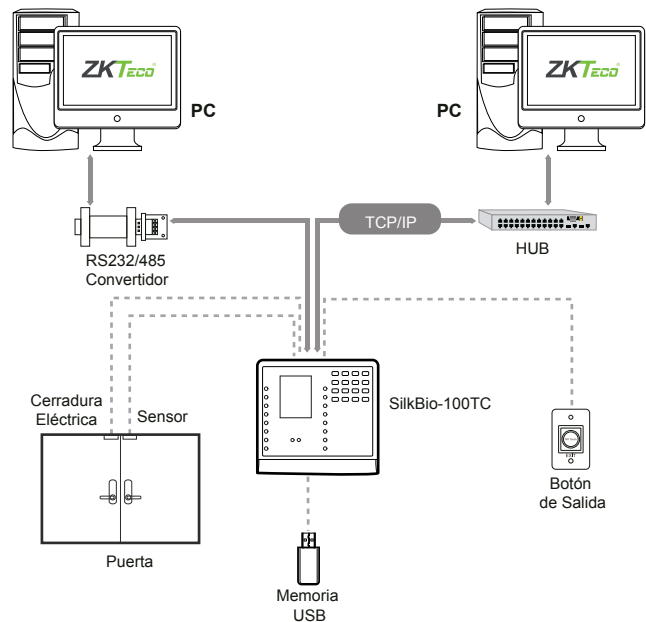 ZKTeco
PC
ZKTeco
PC
TCP/IP
RS232/485
Convertidor
HUB
Cerradura
Eléctrica
Sensor
SilkBio-100TC
EXIT
Botón
de Salida
Puerta
Memoria
USB